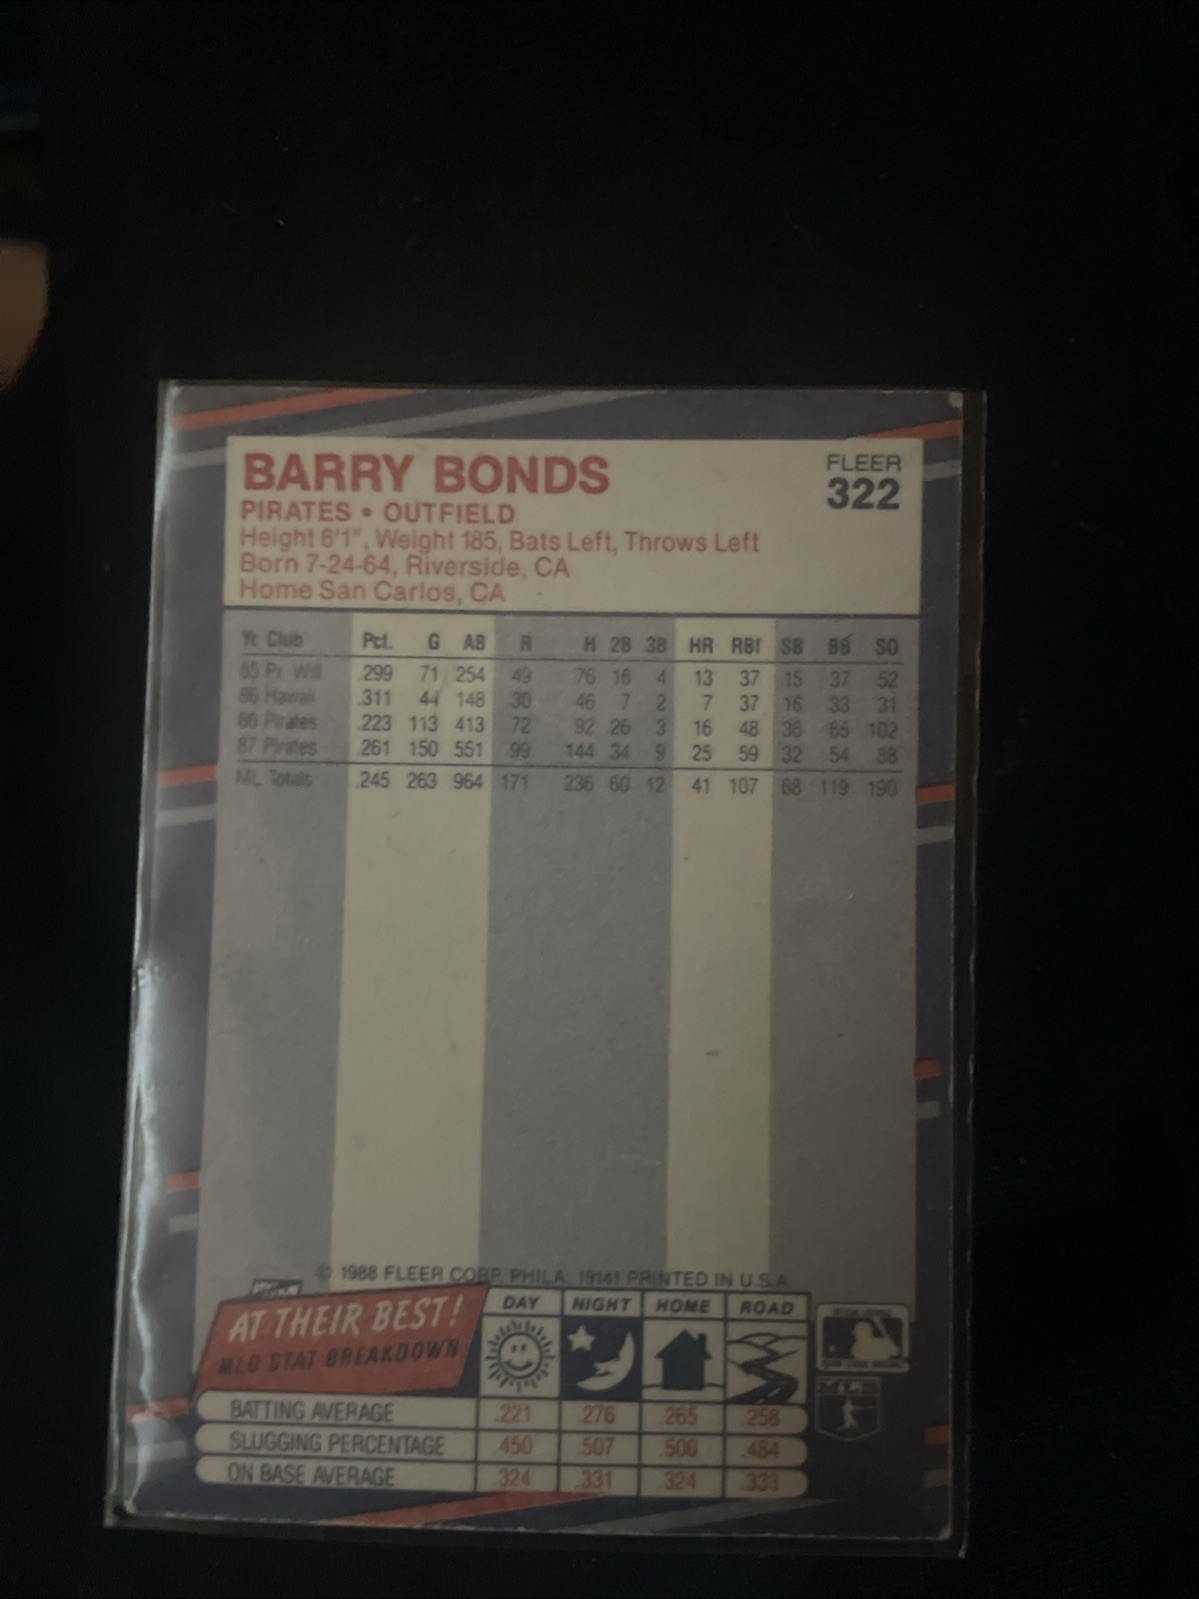 BARRY BONDS
FLEER
322
PIRATES • OUTFIELD
Height 6'1", Weight 185, Bats Left, Throws Left
Born 7-24-64, Riverside, CA
Home San Carlos, CA
Yr. Club Pct. G AB R H 2B 3B HR RBI SB BB SO
85 Pr. Will .299 71 254 49 76 16 4 13 37 15 37 52
86 Hawaii .311 44 148 30 46 7 2 7 37 16 33 31
86 Pirates .223 113 413 72 92 26 3 16 48 36 65 102
87 Pirates .261 150 551 99 144 34 9 25 59 32 54 88
ML Totals .245 263 964 171 236 60 12 41 107 68 119 190
© 1988 FLEER CORP. PHILA. 19141 PRINTED IN U.S.A.
AT THEIR BEST!
MLB STAT BREAKDOWN
DAY NIGHT HOME ROAD
BATTING AVERAGE .221 .276 .265 .258
SLUGGING PERCENTAGE .450 .507 .500 .484
ON BASE AVERAGE .324 .331 .324 .333